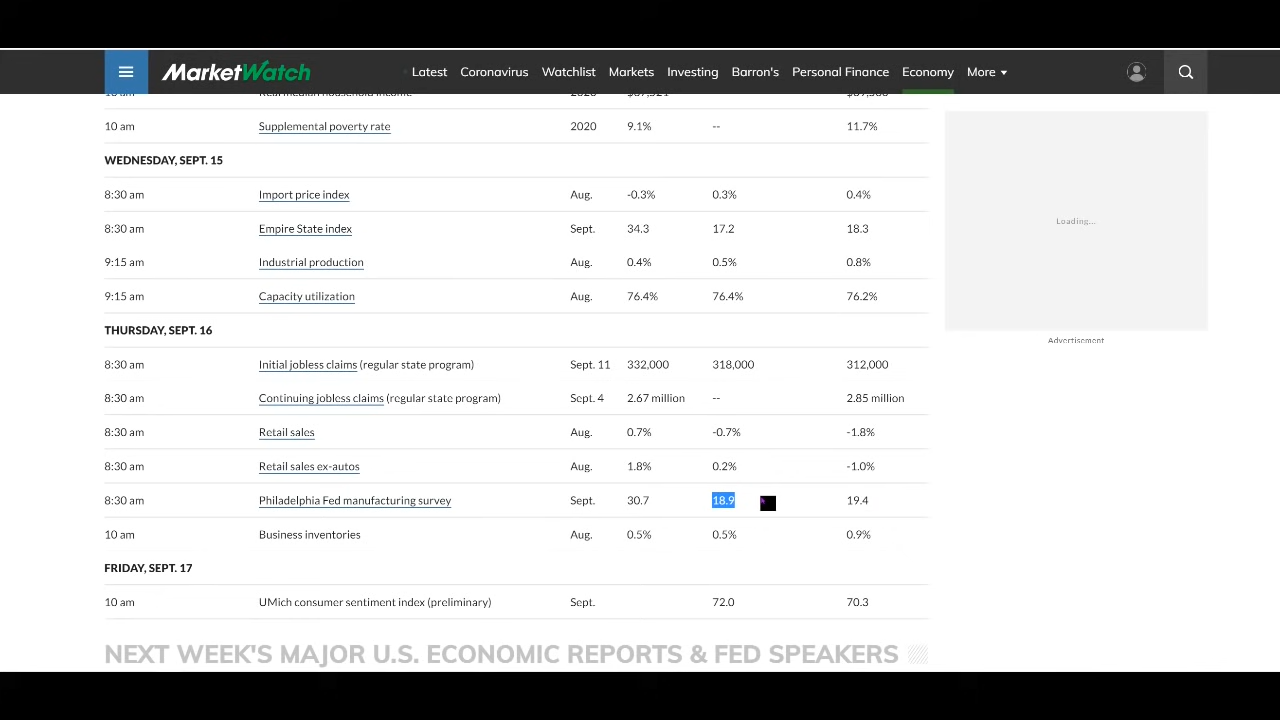 MarketWatch Latest Coronavirus Watchlist Markets Investing Barron's Personal Finance Economy More
10 am Supplemental poverty rate 2020 9.1% -- 11.7%
WEDNESDAY, SEPT. 15
8:30 am Import price index Aug. -0.3% 0.3% 0.4%
8:30 am Empire State index Sept. 34.3 17.2 18.3
Loading...
9:15 am Industrial production Aug. 0.4% 0.5% 0.8%
9:15 am Capacity utilization Aug. 76.4% 76.4% 76.2%
THURSDAY, SEPT. 16
Advertisement
8:30 am Initial jobless claims (regular state program) Sept. 11 332,000 318,000 312,000
8:30 am Continuing jobless claims (regular state program) Sept. 4 2.67 million -- 2.85 million
8:30 am Retail sales Aug. 0.7% -0.7% -1.8%
8:30 am Retail sales ex-autos Aug. 1.8% 0.2% -1.0%
8:30 am Philadelphia Fed manufacturing survey Sept. 30.7 18.9 19.4
10 am Business inventories Aug. 0.5% 0.5% 0.9%
FRIDAY, SEPT. 17
10 am UMich consumer sentiment index (preliminary) Sept. 72.0 70.3
NEXT WEEK'S MAJOR U.S. ECONOMIC REPORTS & FED SPEAKERS